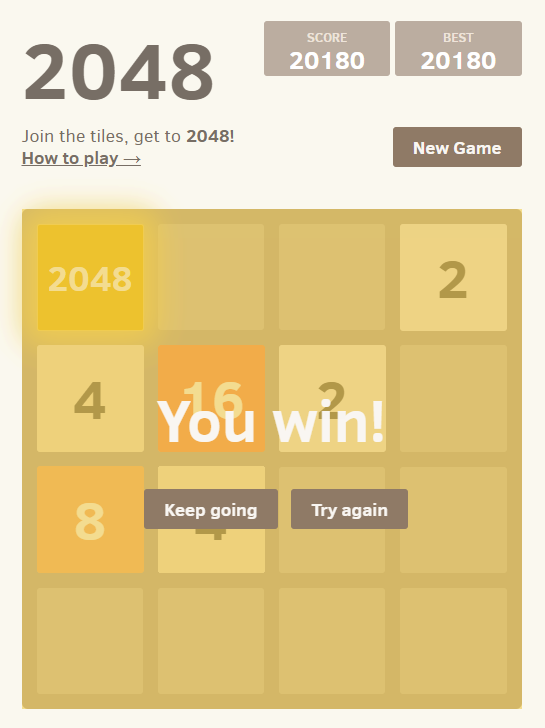 2048
SCORE
20180
BEST
20180
Join the tiles, get to 2048!
How to play →
New Game
2048
2
4
16
2
You win!
8
4
Keep going
Try again